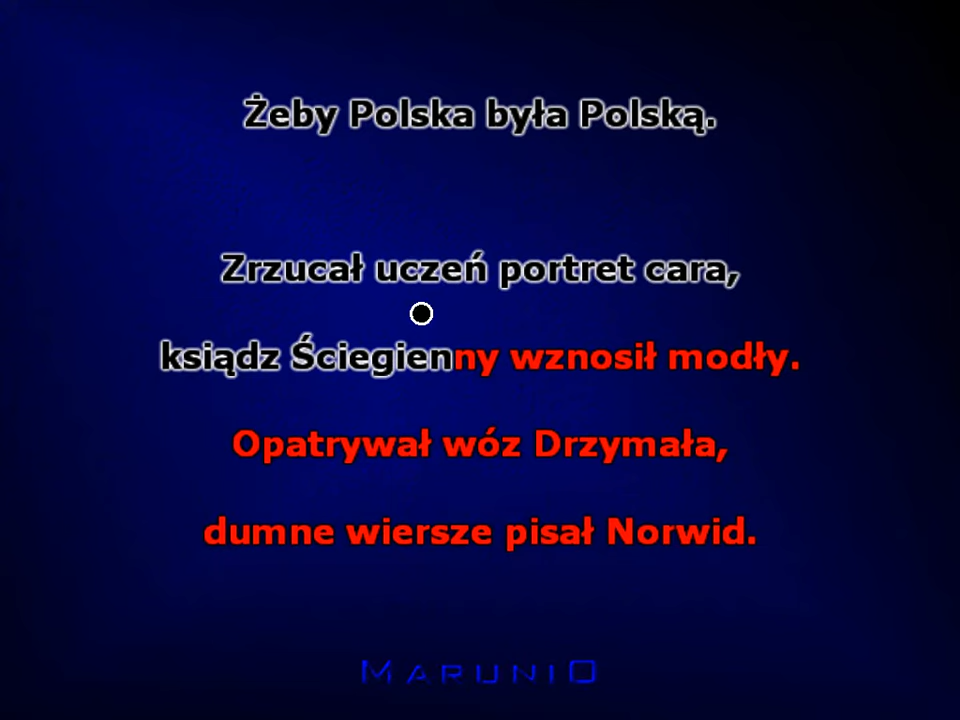 Żeby Polska była Polską.
Zrzucał uczeń portret cara,
ksiądz Ściegienny wznosił modły.
Opatrywał wóz Drzymała,
dumne wiersze pisał Norwid.
MARUNIO